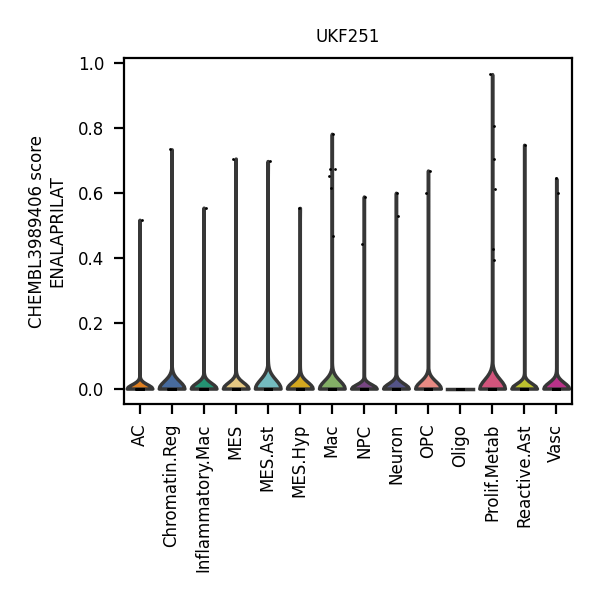 UKF251
CHEMBL3989406 score
ENALAPRILAT
1.0
0.8
0.6
0.4
0.2
0.0
AC
Chromatin.Reg
Inflammatory.Mac
MES
MES.Ast
MES.Hyp
Mac
NPC
Neuron
OPC
Oligo
Prolif.Metab
Reactive.Ast
Vasc